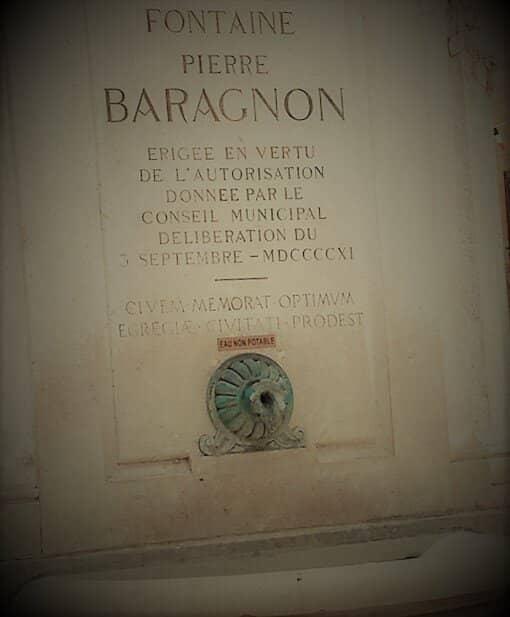 FONTAINE
PIERRE
BARAGNON
ERIGEE EN VERTU
DE L'AUTORISATION
DONNEE PAR LE
CONSEIL MUNICIPAL
DELIBERATION DU
3 SEPTEMBRE - MDCCCCXI
CIVEM·MEMORAT·OPTIMVM
EGREGIÆ·CIVITATI·PRODEST
EAU NON POTABLE